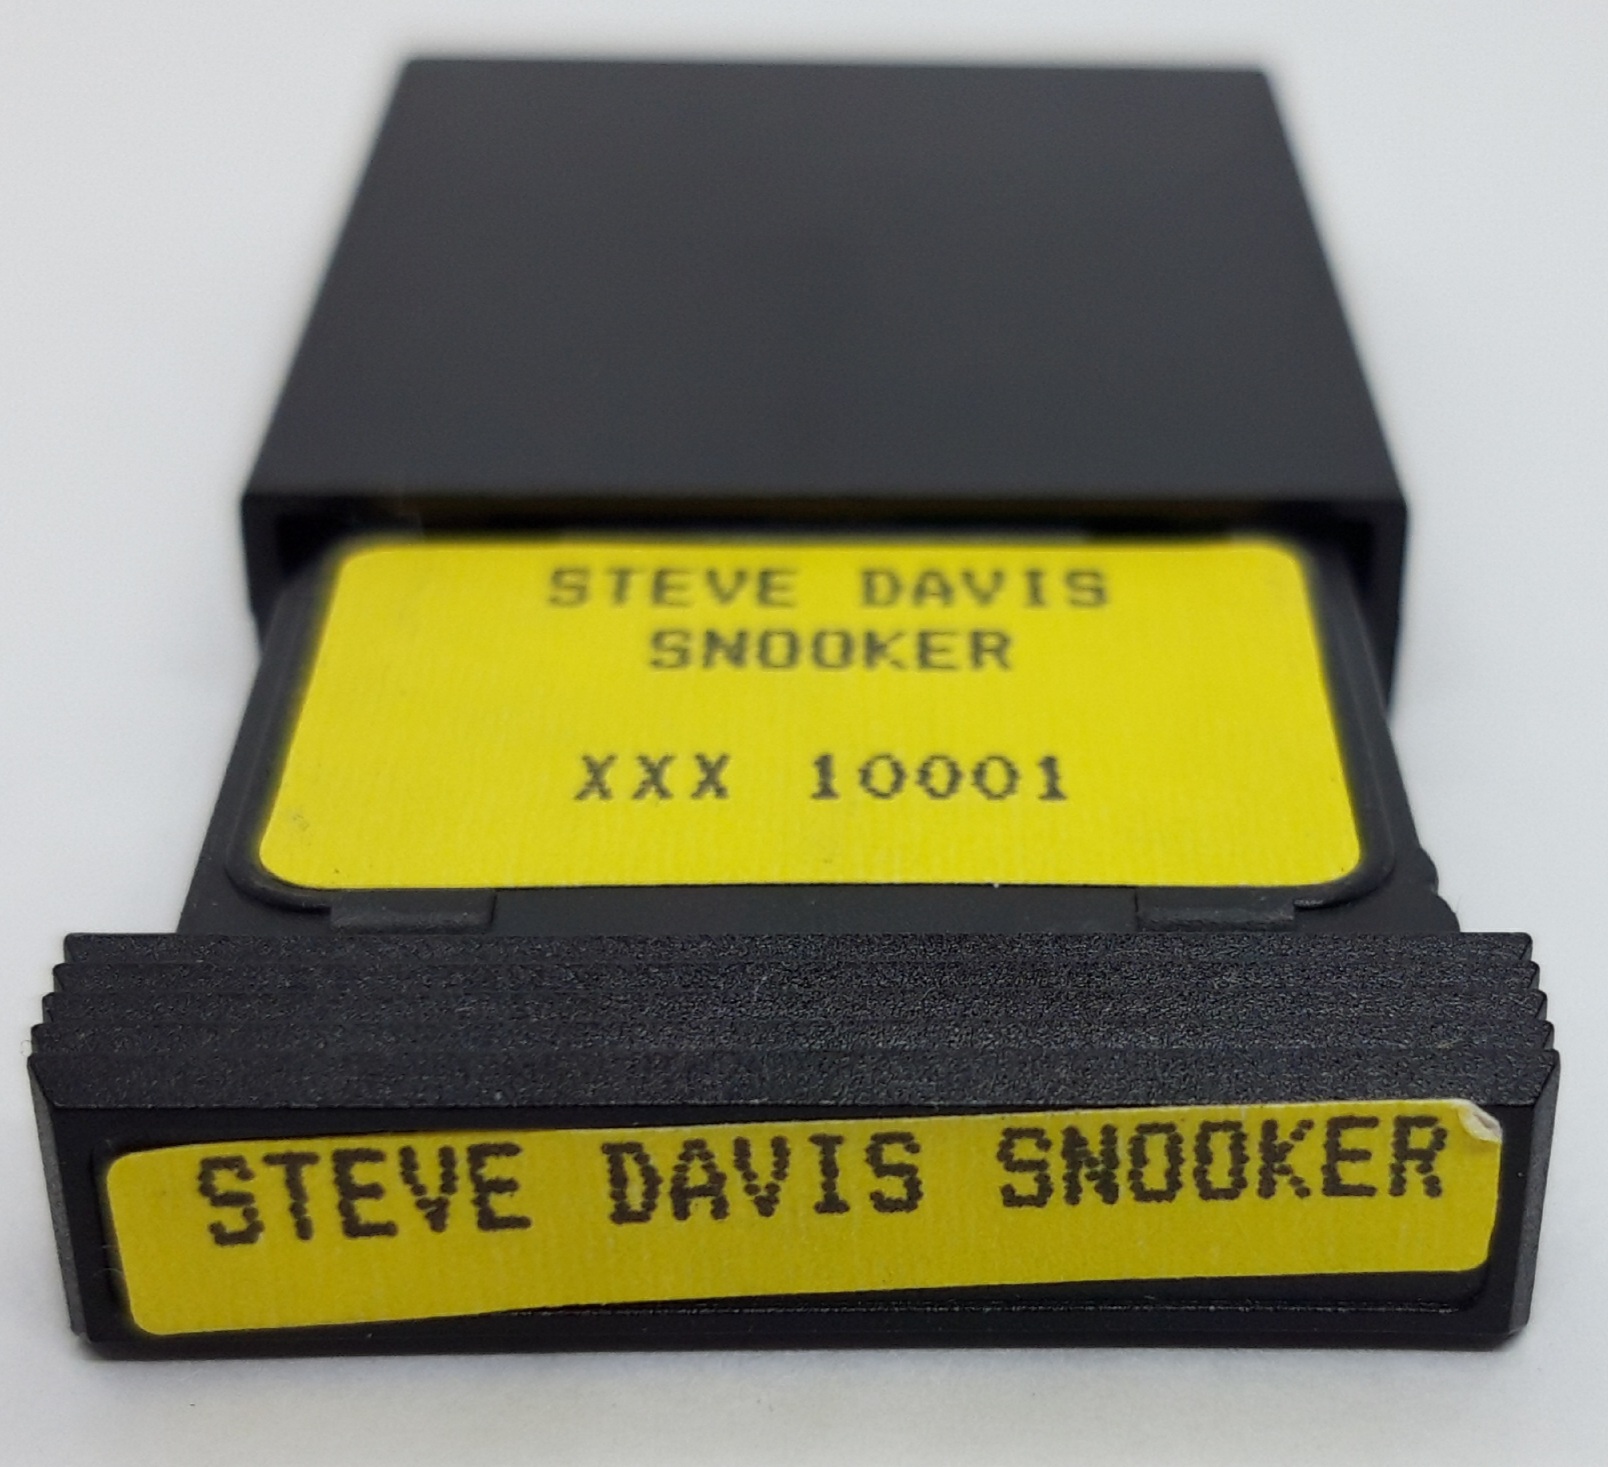 STEVE DAVIS
SNOOKER
XXX 10001
STEVE DAVIS SNOOKER